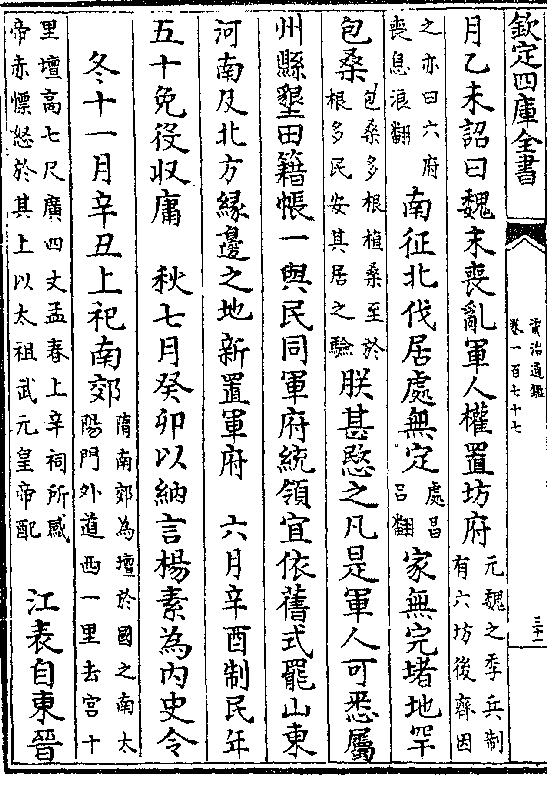 欽定四庫全書
資治通鑑
卷一百七十七
三十一
月乙未詔曰魏末喪亂軍人權置坊府
元魏之季兵制
有六坊後齊因
之亦曰六府
喪息浪翻
南征北伐居處無定
處昌
呂翻
家無完堵地罕
包桑
包桑多根植桑至於
根多民安其居之驗
朕甚愍之凡是軍人可悉屬
州縣墾田籍帳一與民同軍府統領宜依舊式罷山東
河南及北方縁邊之地新置軍府 六月辛酉制民年
五十免役収庸 秋七月癸卯以納言楊素為内史令
冬十一月辛丑上祀南郊
隋南郊為壇於國之南太
陽門外道西一里去宫十
里壇高七尺廣四丈孟春上辛祠所感
帝赤熛怒於其上以太祖武元皇帝配
江表自東晉